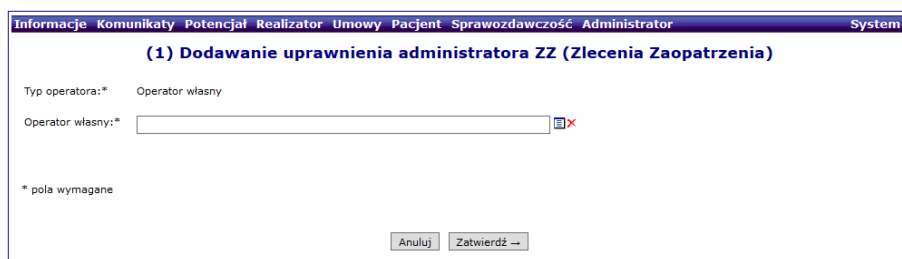 Informacje Komunikaty Potencjał Realizator Umowy Pacjent Sprawozdawczość Administrator System
(1) Dodawanie uprawnienia administratora ZZ (Zlecenia Zaopatrzenia)
Typ operatora:* Operator własny
Operator własny:*
* pola wymagane
Anuluj Zatwierdź →